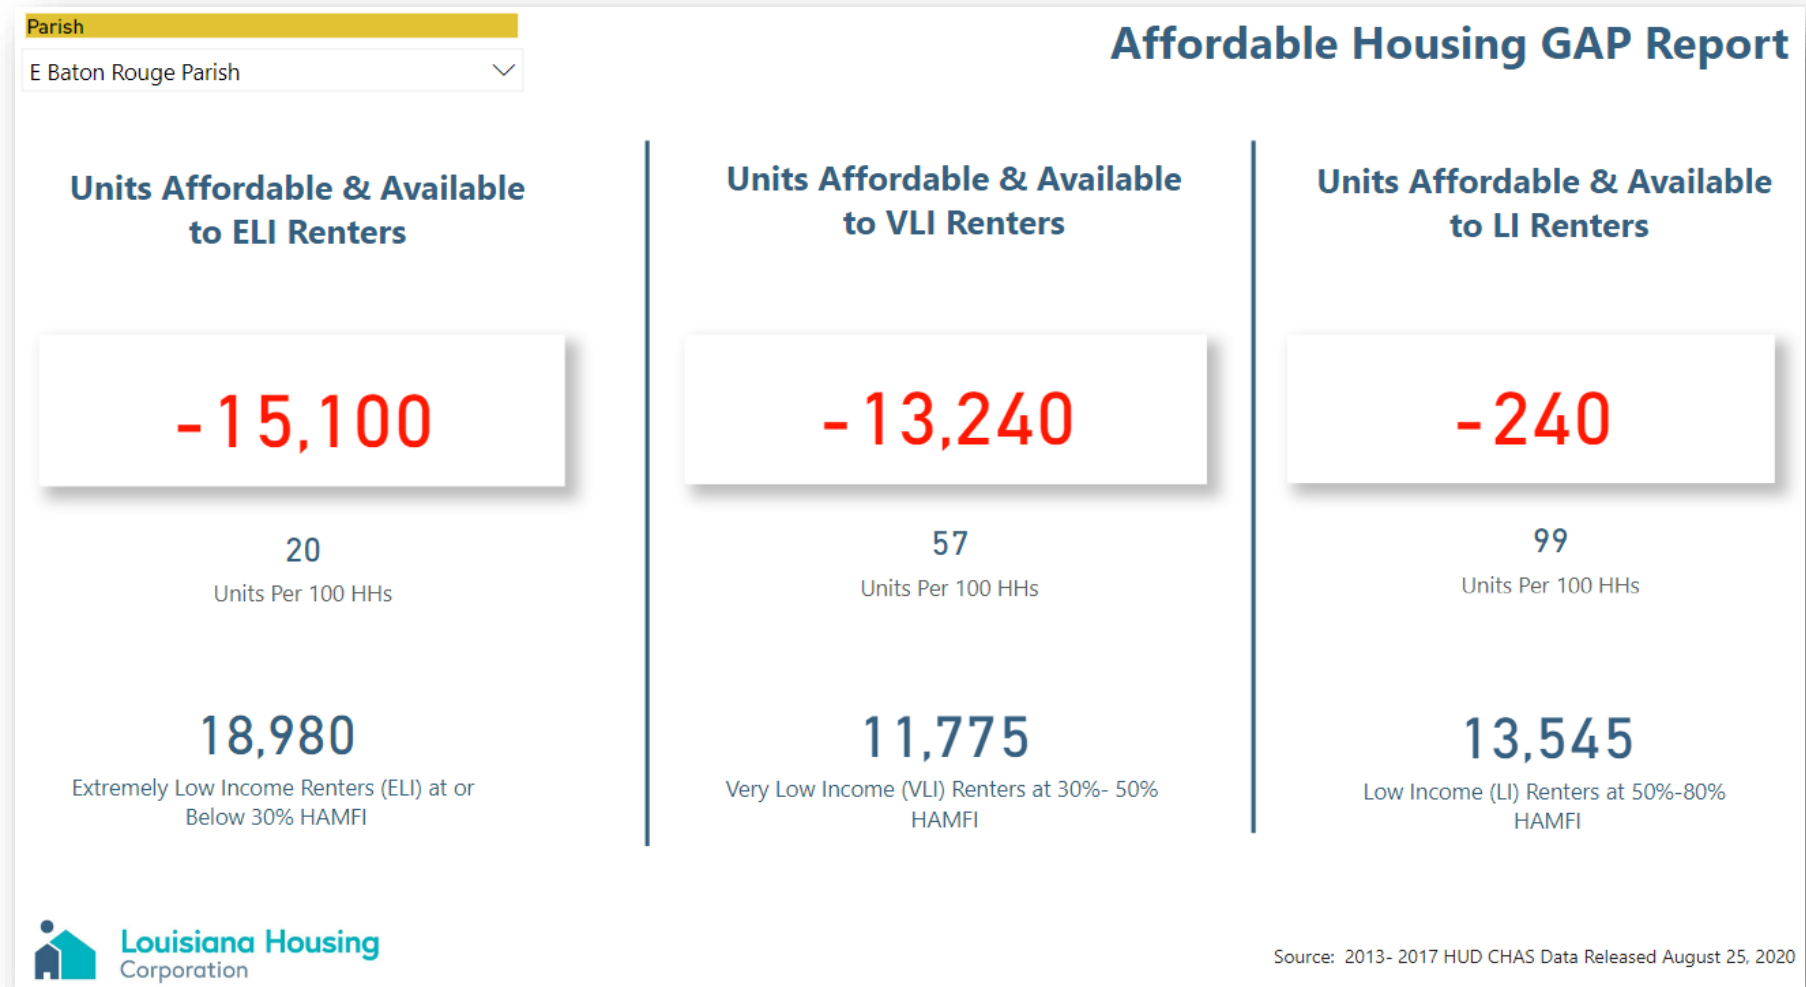 Parish
E Baton Rouge Parish
Affordable Housing GAP Report
Units Affordable & Available
to ELI Renters
-15,100
20
Units Per 100 HHs
18,980
Extremely Low Income Renters (ELI) at or
Below 30% HAMFI
Units Affordable & Available
to VLI Renters
-13,240
57
Units Per 100 HHs
11,775
Very Low Income (VLI) Renters at 30%- 50%
HAMFI
Units Affordable & Available
to LI Renters
-240
99
Units Per 100 HHs
13,545
Low Income (LI) Renters at 50%-80%
HAMFI
Louisiana Housing
Corporation
Source: 2013- 2017 HUD CHAS Data Released August 25, 2020